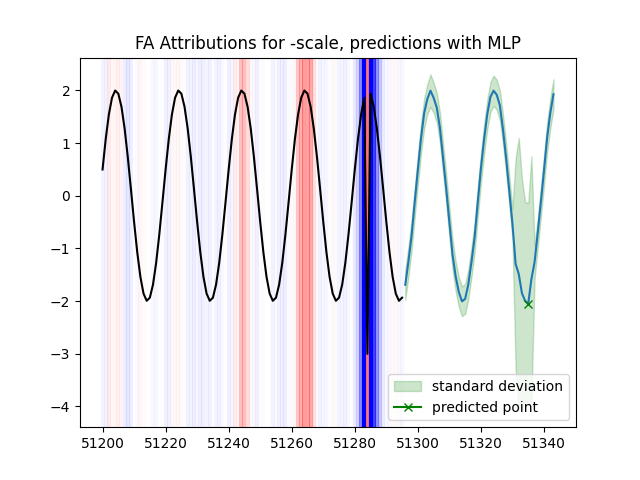 FA Attributions for -scale, predictions with MLP
2
1
0
−1
−2
−3
−4
standard deviation
predicted point
51200 51220 51240 51260 51280 51300 51320 51340